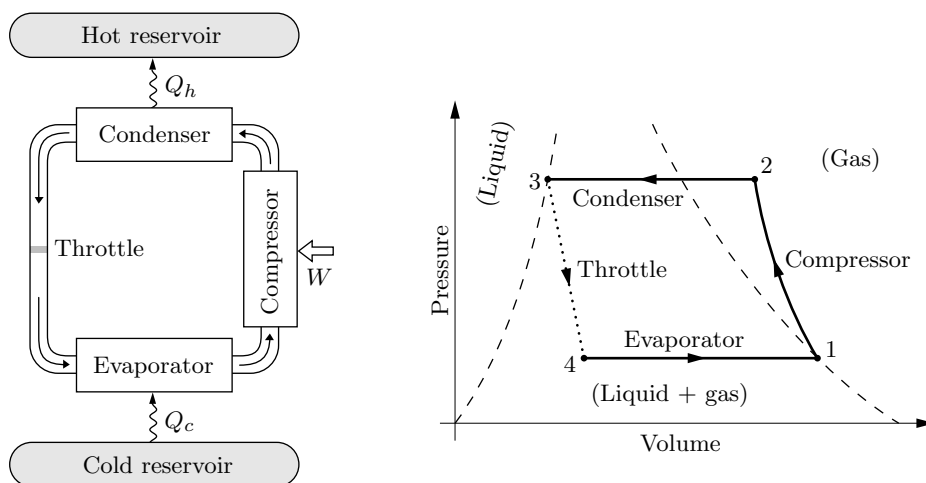 Hot reservoir
Q_h
Condenser
Throttle
Compressor
W
Evaporator
Q_c
Cold reservoir
Pressure
(Liquid)
2
(Gas)
3
Condenser
Throttle
Compressor
Evaporator
1
4
(Liquid + gas)
Volume